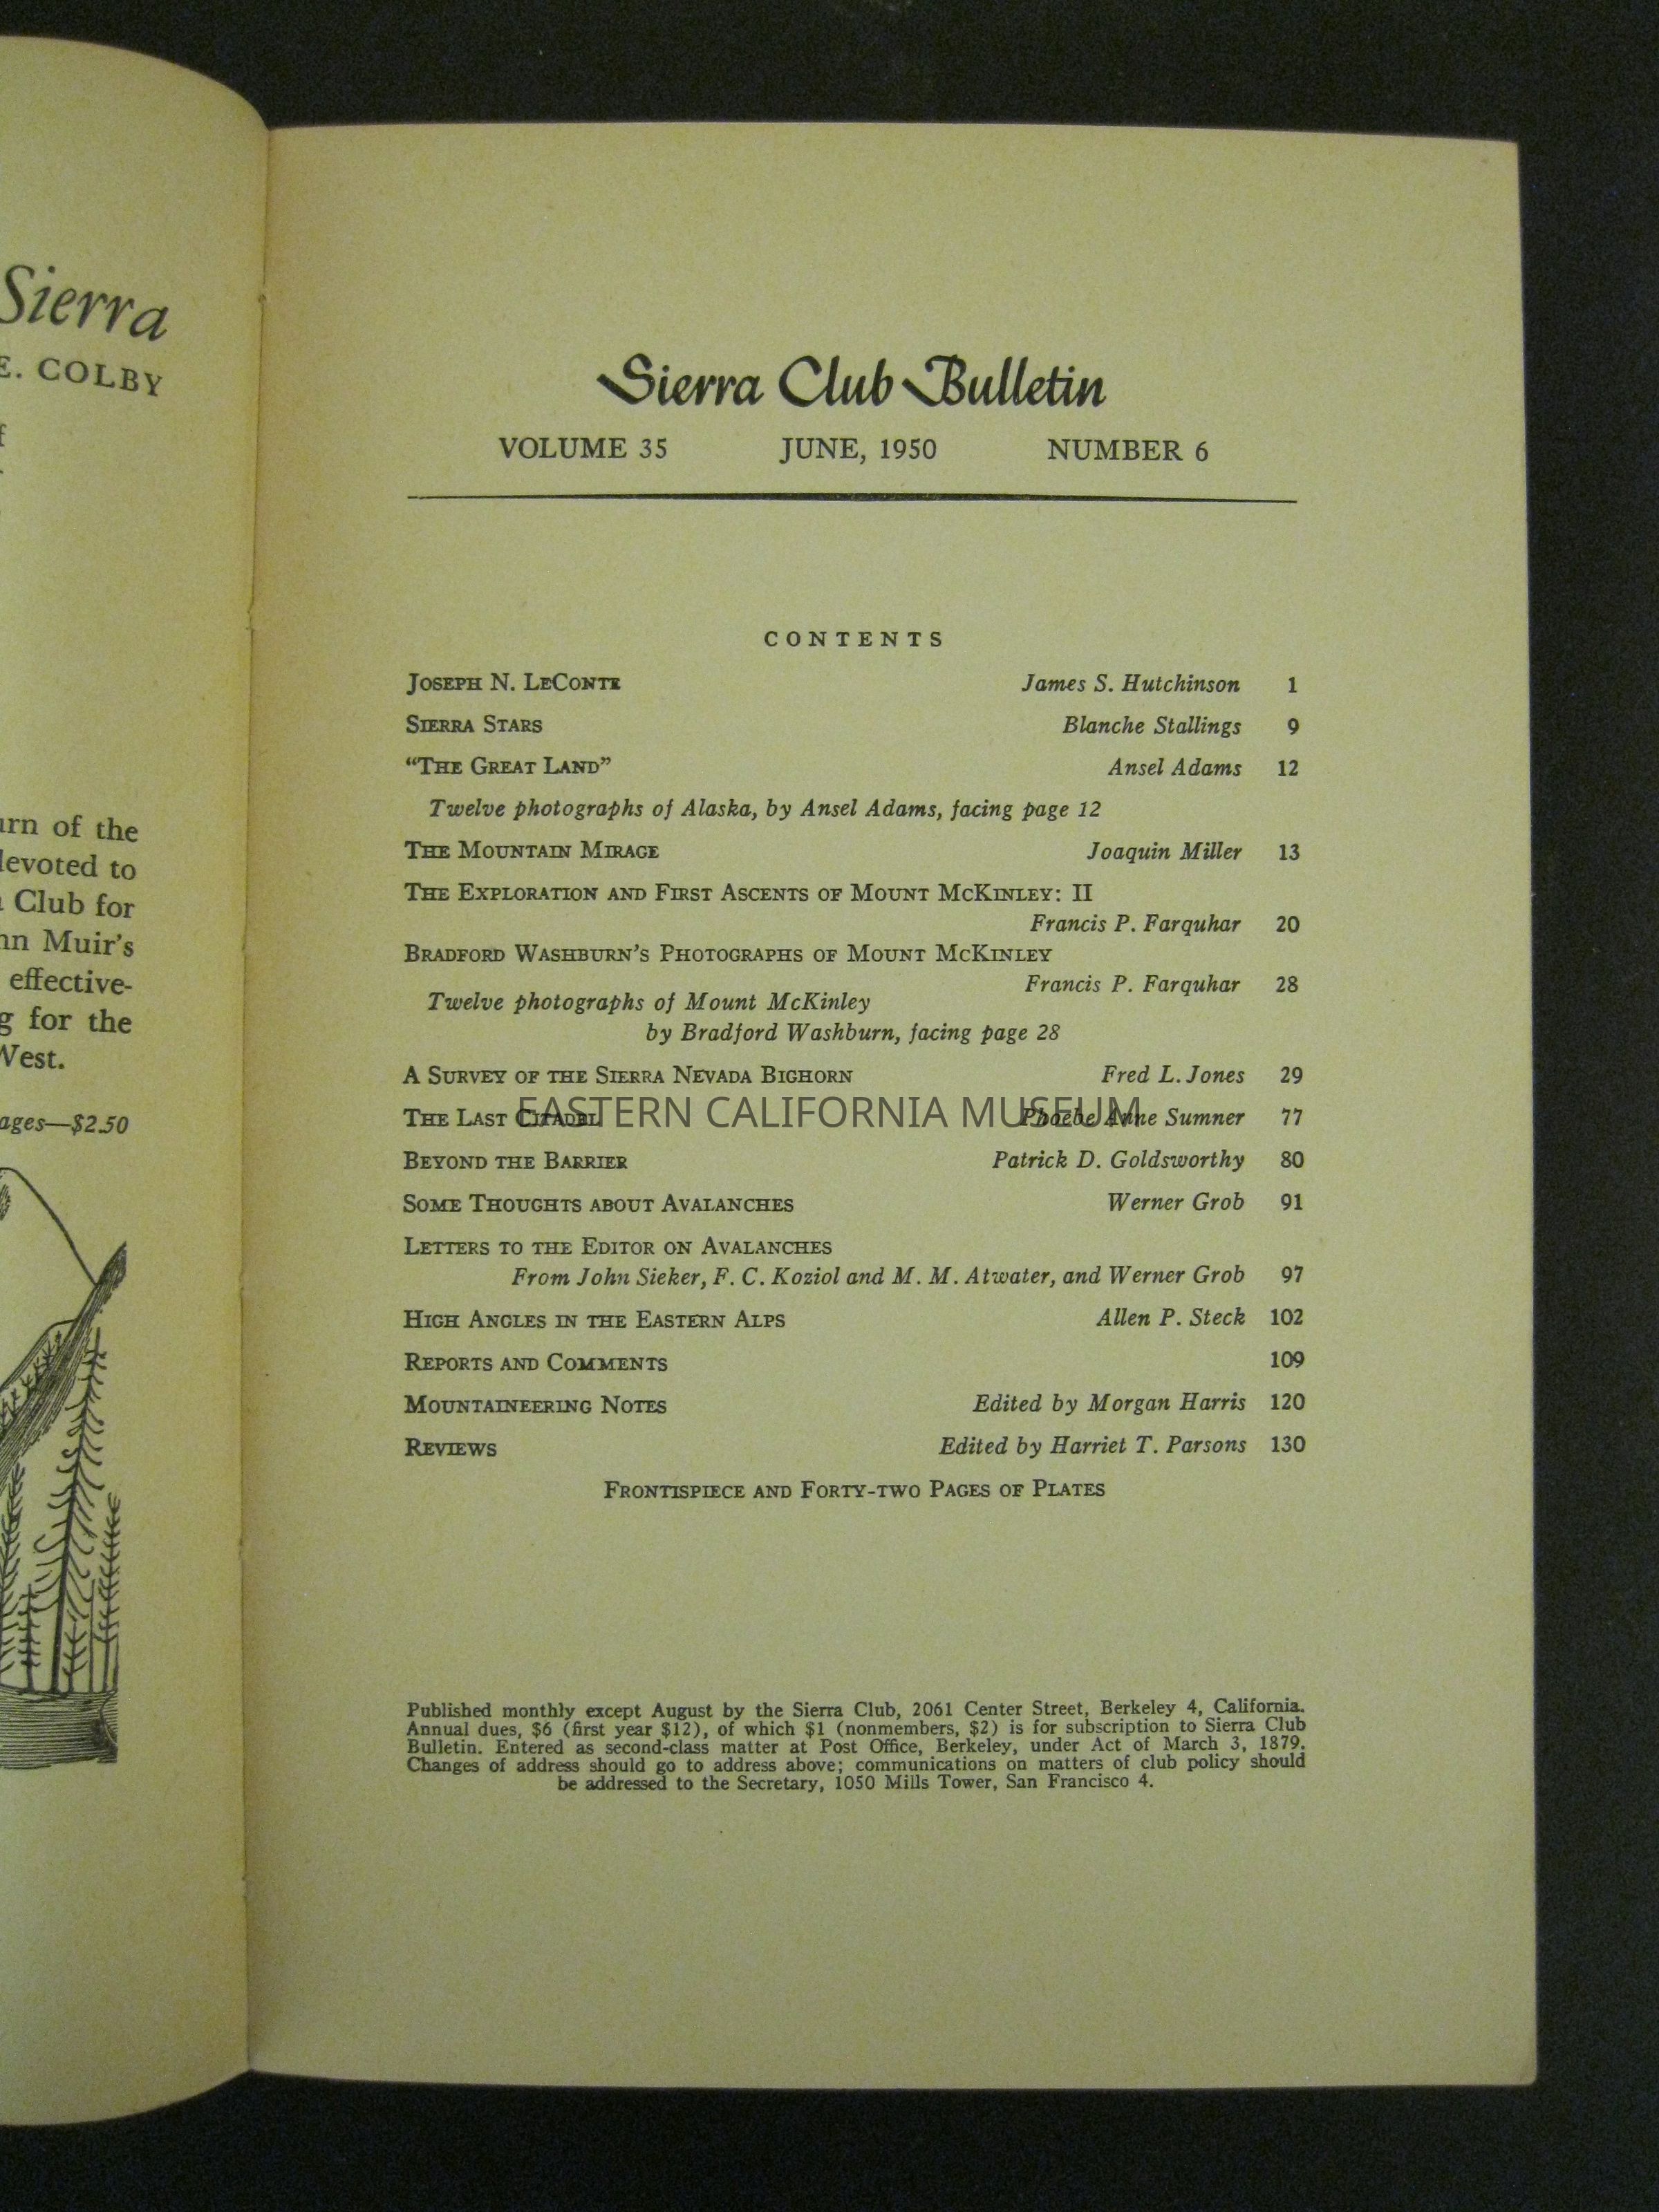 Sierra
E. COLBY
of the
devoted to
Club for
Muir's
effective-
for the
West.
ages—$2.50
Sierra Club Bulletin
VOLUME 35 JUNE, 1950 NUMBER 6
CONTENTS
JOSEPH N. LECONTE James S. Hutchinson 1
SIERRA STARS Blanche Stallings 9
“THE GREAT LAND” Ansel Adams 12
Twelve photographs of Alaska, by Ansel Adams, facing page 12
THE MOUNTAIN MIRAGE Joaquin Miller 13
THE EXPLORATION AND FIRST ASCENTS OF MOUNT MCKINLEY: II
Francis P. Farquhar 20
BRADFORD WASHBURN’S PHOTOGRAPHS OF MOUNT MCKINLEY
Francis P. Farquhar 28
Twelve photographs of Mount McKinley
by Bradford Washburn, facing page 28
A SURVEY OF THE SIERRA NEVADA BIGHORN Fred L. Jones 29
THE LAST CITADEL Phoebe Anne Sumner 77
EASTERN CALIFORNIA MUSEUM
BEYOND THE BARRIER Patrick D. Goldsworthy 80
SOME THOUGHTS ABOUT AVALANCHES Werner Grob 91
LETTERS TO THE EDITOR ON AVALANCHES
From John Sieker, F. C. Koziol and M. M. Atwater, and Werner Grob 97
HIGH ANGLES IN THE EASTERN ALPS Allen P. Steck 102
REPORTS AND COMMENTS 109
MOUNTAINEERING NOTES Edited by Morgan Harris 120
REVIEWS Edited by Harriet T. Parsons 130
FRONTISPIECE AND FORTY-TWO PAGES OF PLATES
Published monthly except August by the Sierra Club, 2061 Center Street, Berkeley 4, California.
Annual dues, $6 (first year $12), of which $1 (nonmembers, $2) is for subscription to Sierra Club
Bulletin. Entered as second-class matter at Post Office, Berkeley, under Act of March 3, 1879.
Changes of address should go to address above; communications on matters of club policy should
be addressed to the Secretary, 1050 Mills Tower, San Francisco 4.